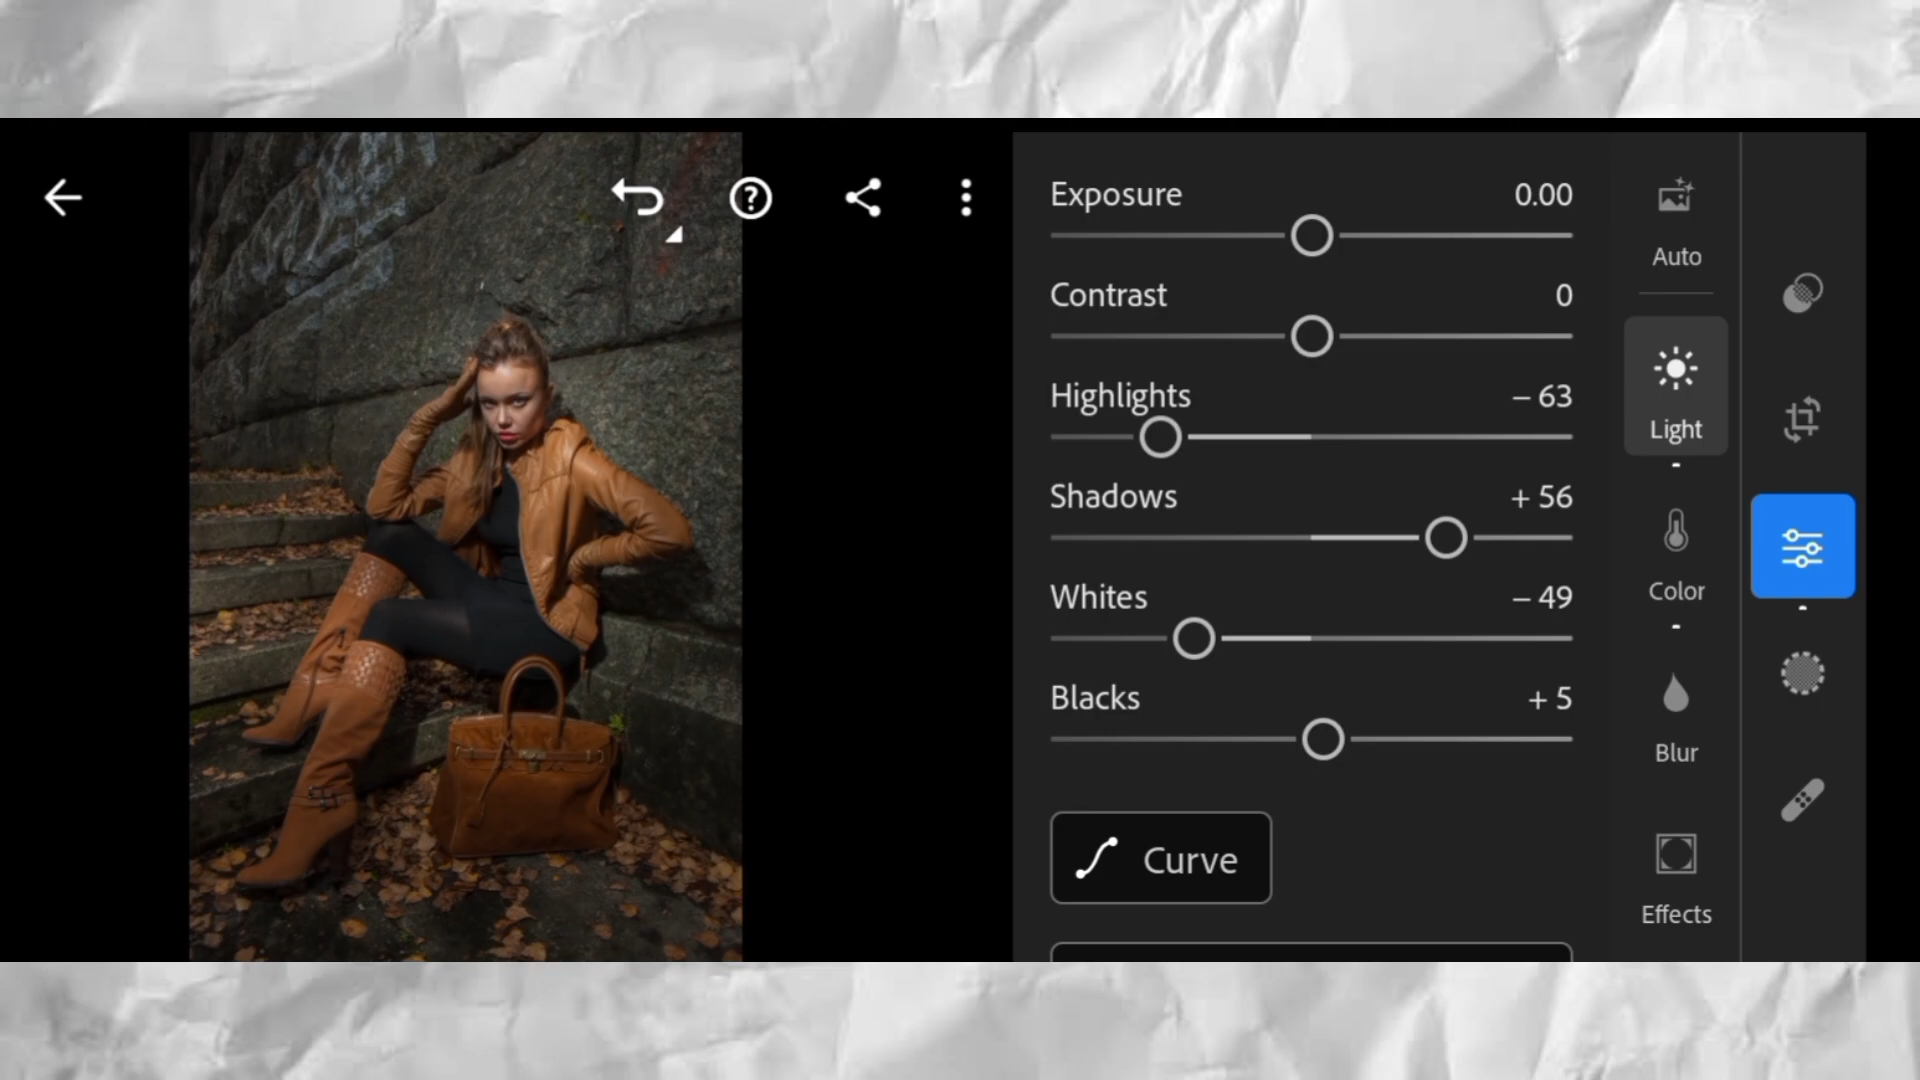 Exposure 0.00
Contrast 0
Highlights – 63
Shadows + 56
Whites – 49
Blacks + 5
Curve
Auto
Light
Color
Blur
Effects